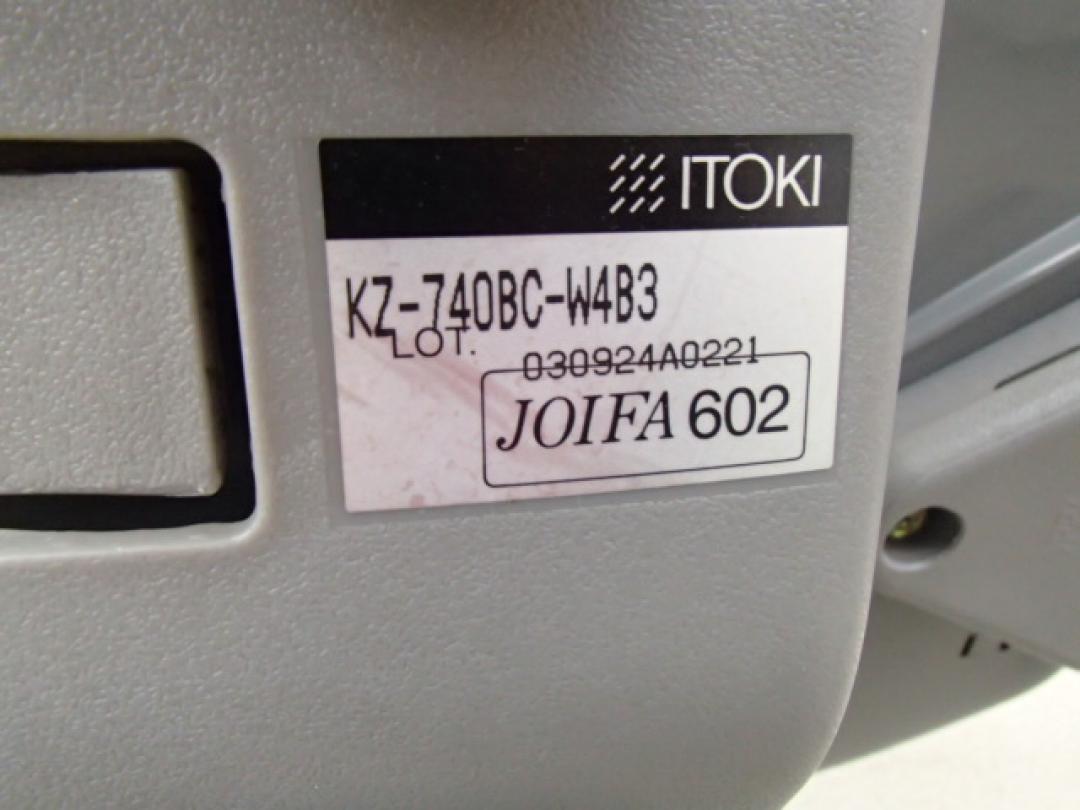 ITOKI
KZ-740BC-W4B3
LOT. 030924A0221
JOIFA 602